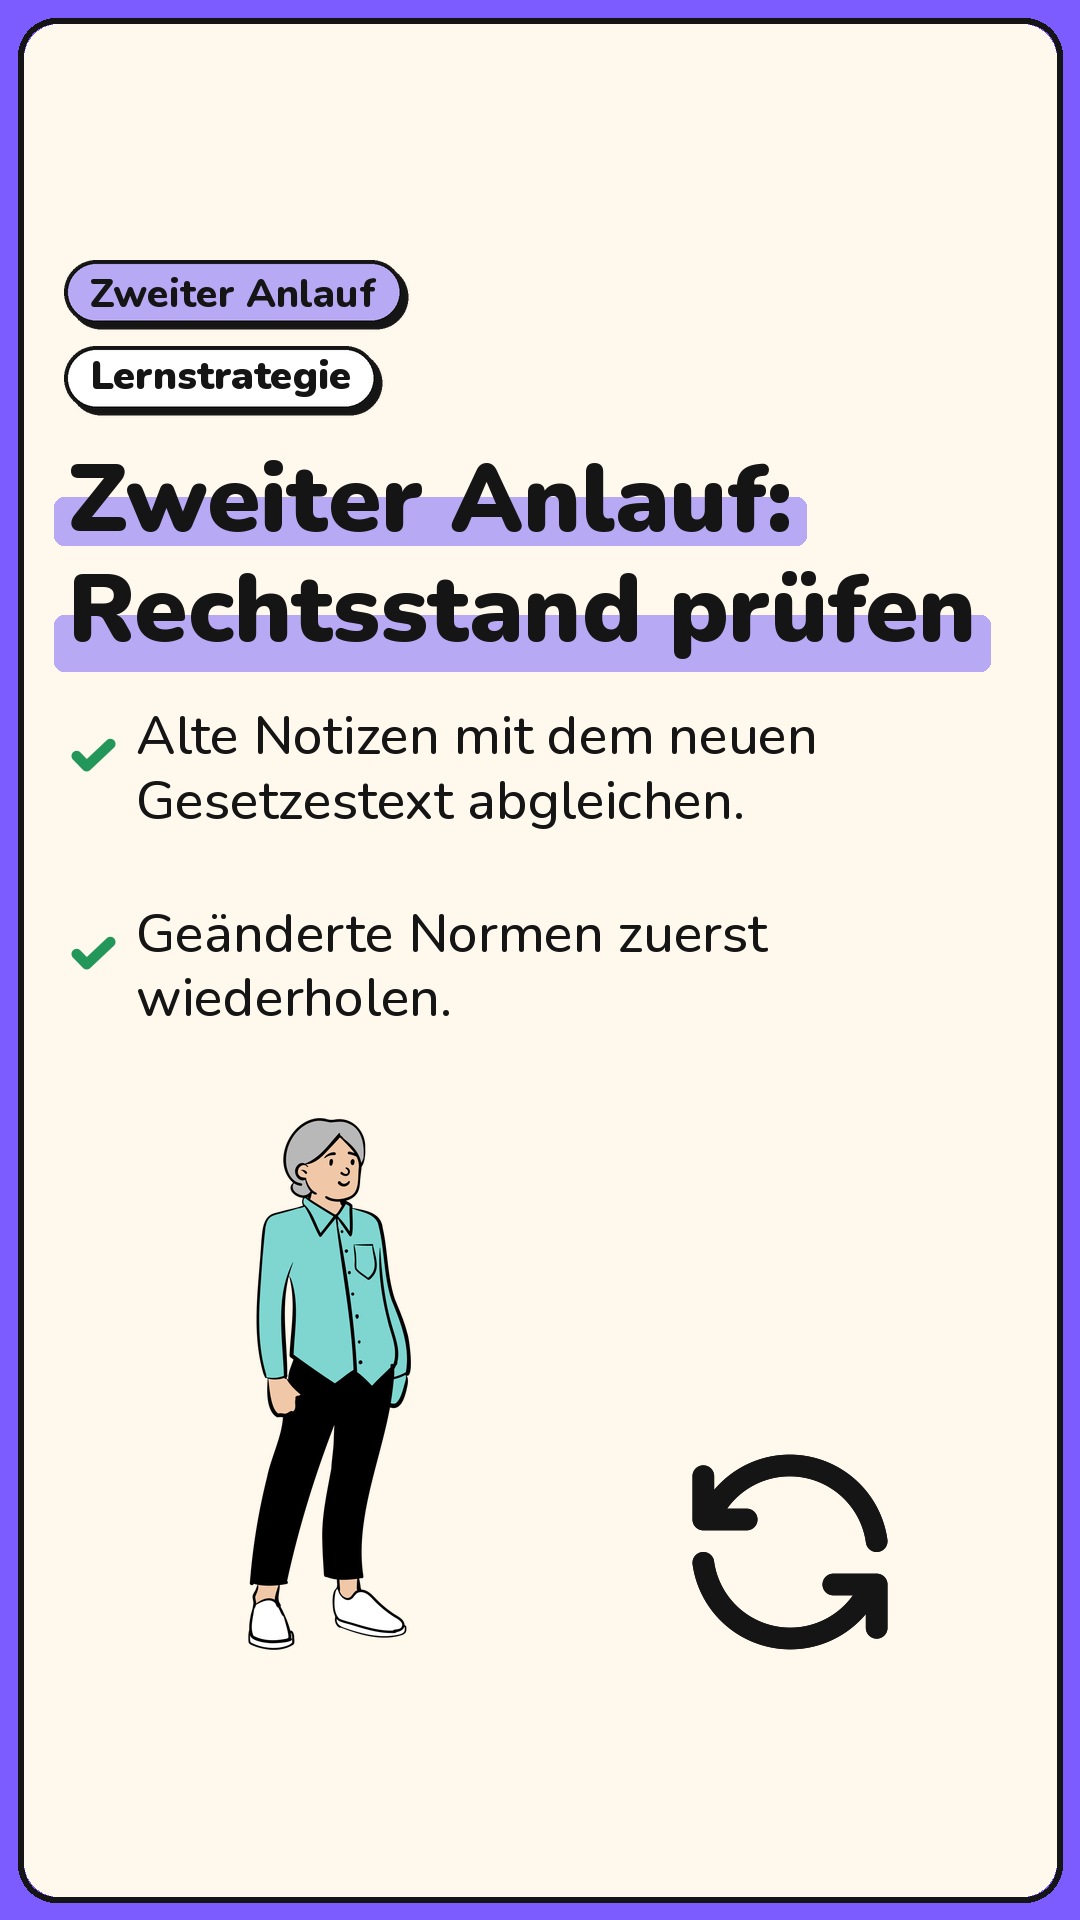 Zweiter Anlauf
Lernstrategie
Zweiter Anlauf:
Rechtsstand prüfen
Alte Notizen mit dem neuen
Gesetzestext abgleichen.
Geänderte Normen zuerst
wiederholen.